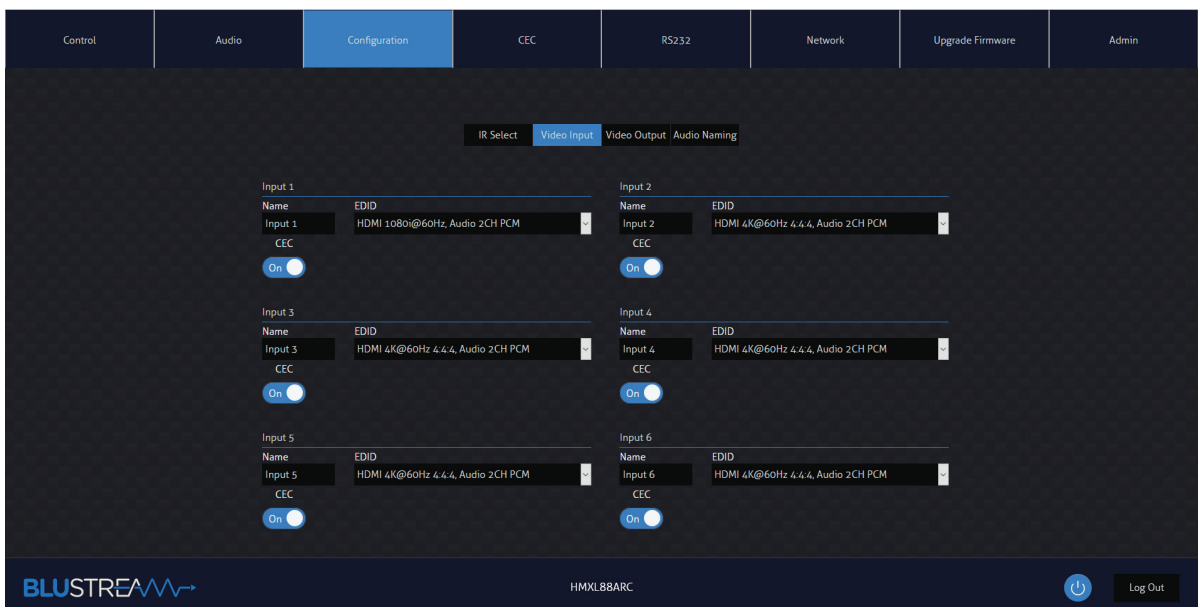 Control Audio Configuration CEC RS232 Network Upgrade Firmware Admin
IR Select Video Input Video Output Audio Naming
Input 1
Name EDID
Input 1 HDMI 1080i@60Hz, Audio 2CH PCM
CEC
On
Input 2
Name EDID
Input 2 HDMI 4K@60Hz 4:4:4, Audio 2CH PCM
CEC
On
Input 3
Name EDID
Input 3 HDMI 4K@60Hz 4:4:4, Audio 2CH PCM
CEC
On
Input 4
Name EDID
Input 4 HDMI 4K@60Hz 4:4:4, Audio 2CH PCM
CEC
On
Input 5
Name EDID
Input 5 HDMI 4K@60Hz 4:4:4, Audio 2CH PCM
CEC
On
Input 6
Name EDID
Input 6 HDMI 4K@60Hz 4:4:4, Audio 2CH PCM
CEC
On
BLUSTREAM HMXL88ARC Log Out